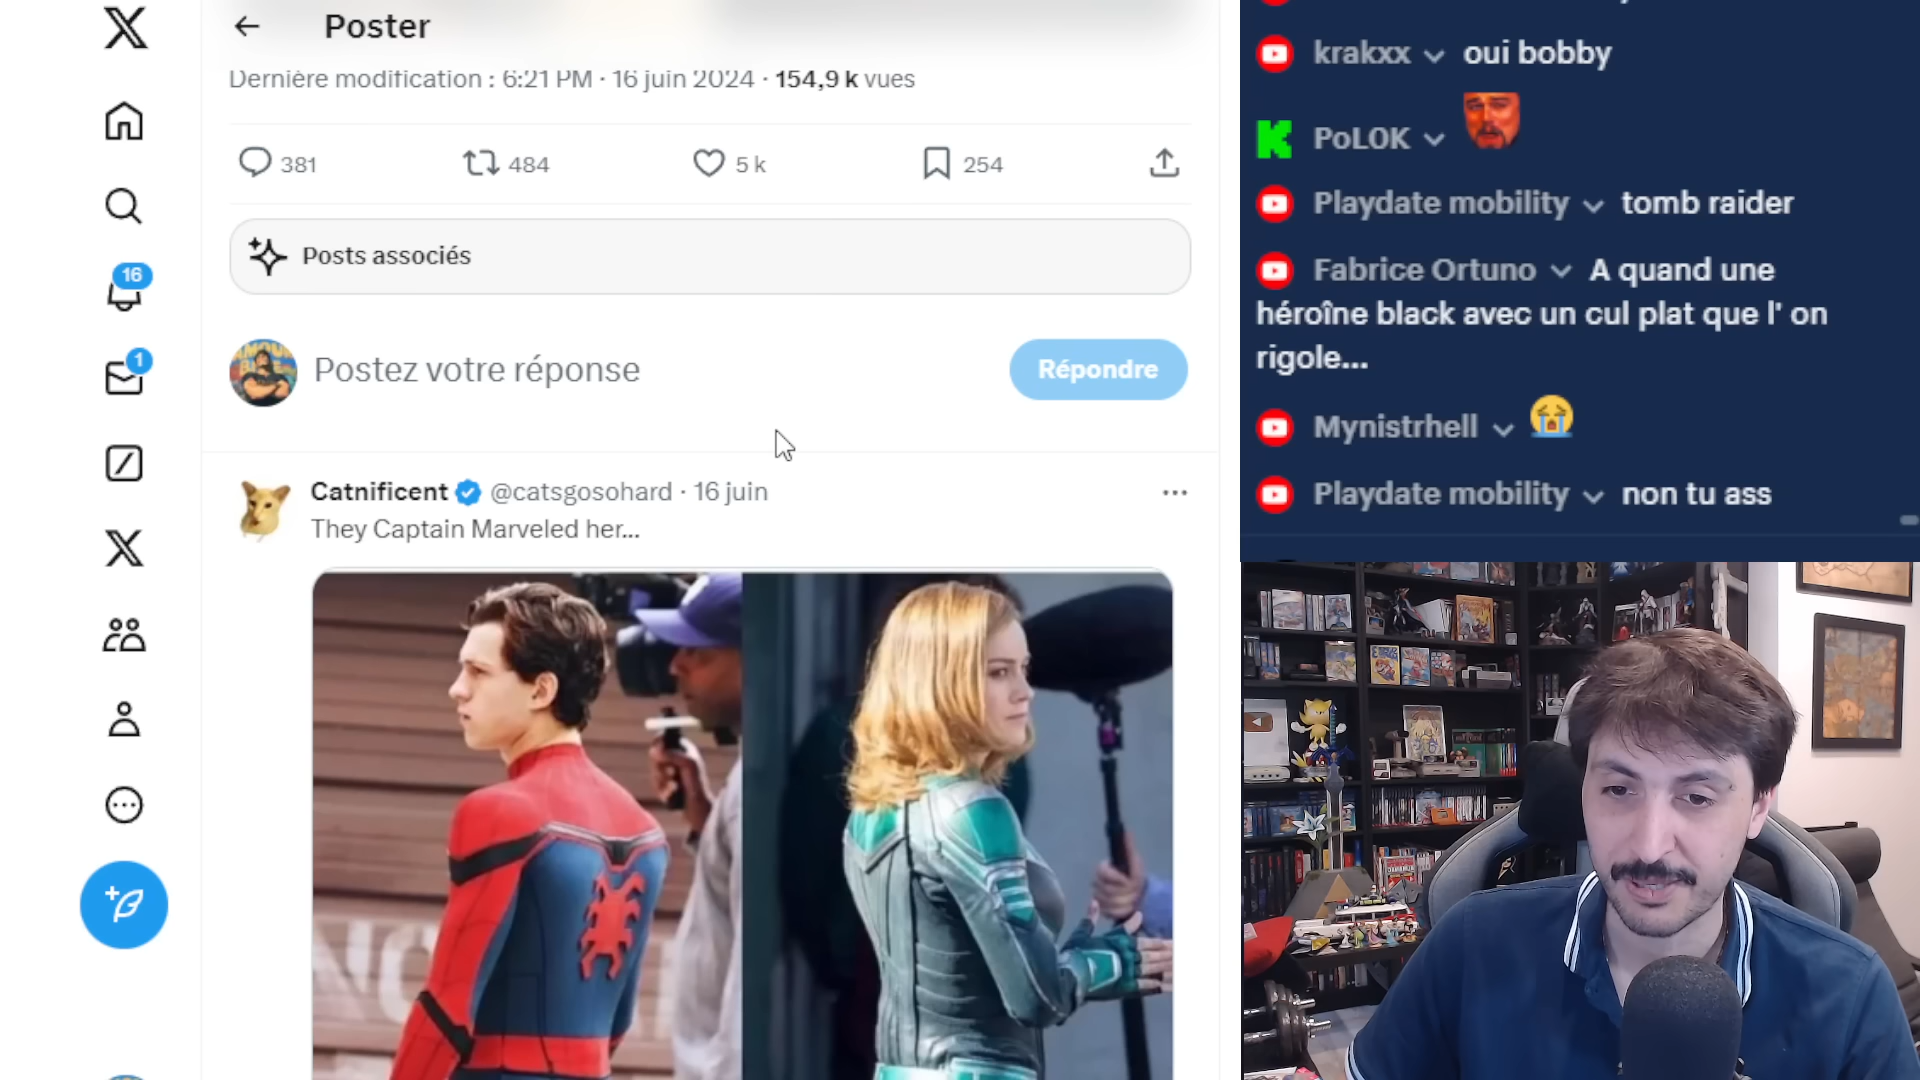 Poster
Dernière modification : 6:21 PM · 16 juin 2024 · 154,9 k vues
381
484
5 k
254
Posts associés
Postez votre réponse
Répondre
Catnificent @catsgosohard · 16 juin
They Captain Marveled her...
16
1
krakxx oui bobby
PoLOK
Playdate mobility tomb raider
Fabrice Ortuno A quand une
héroîne black avec un cul plat que l' on
rigole...
Mynistrhell
Playdate mobility non tu ass